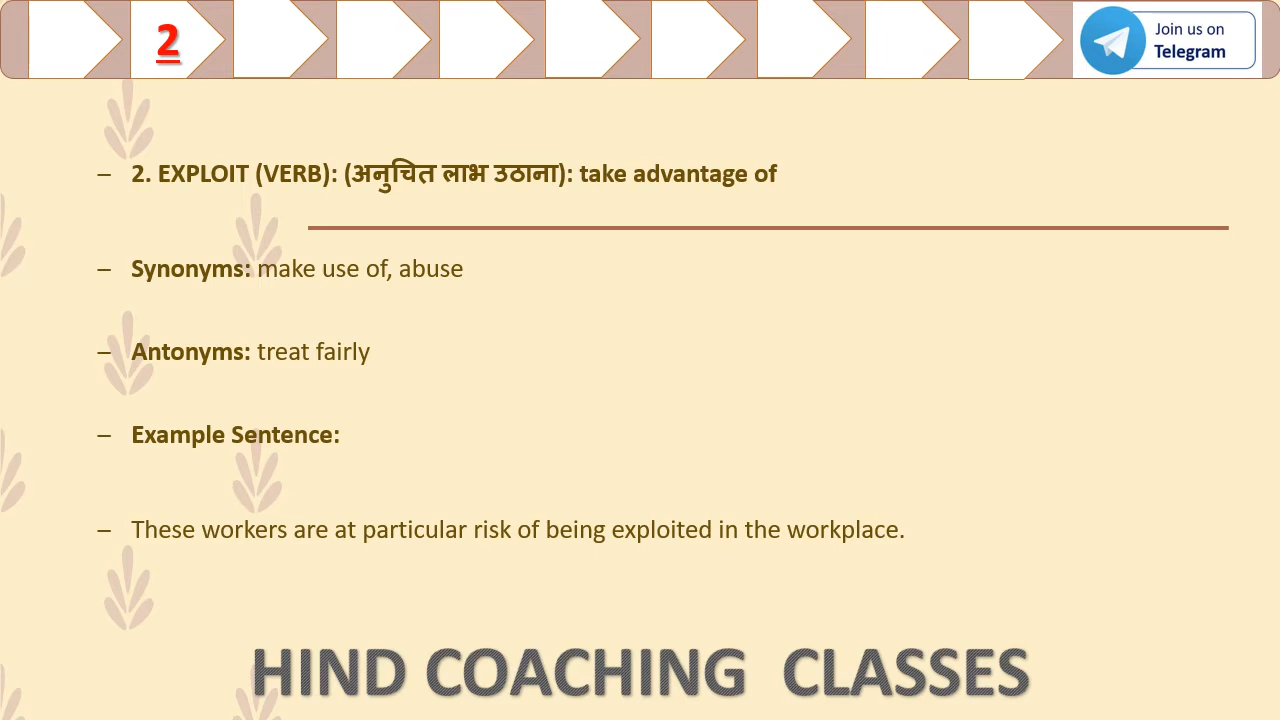 2
Join us on
Telegram
– 2. EXPLOIT (VERB): (अनुचित लाभ उठाना): take advantage of
– Synonyms: make use of, abuse
– Antonyms: treat fairly
– Example Sentence:
– These workers are at particular risk of being exploited in the workplace.
HIND COACHING CLASSES